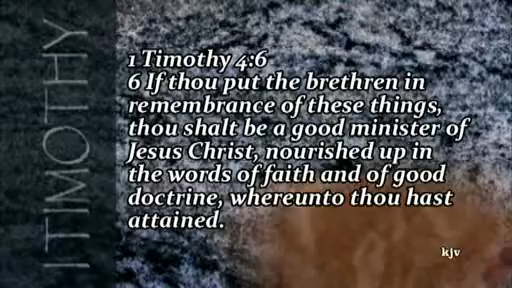 I TIMOTHY
1 Timothy 4:6
6 If thou put the brethren in
remembrance of these things,
thou shalt be a good minister of
Jesus Christ, nourished up in
the words of faith and of good
doctrine, whereunto thou hast
attained.
kjv